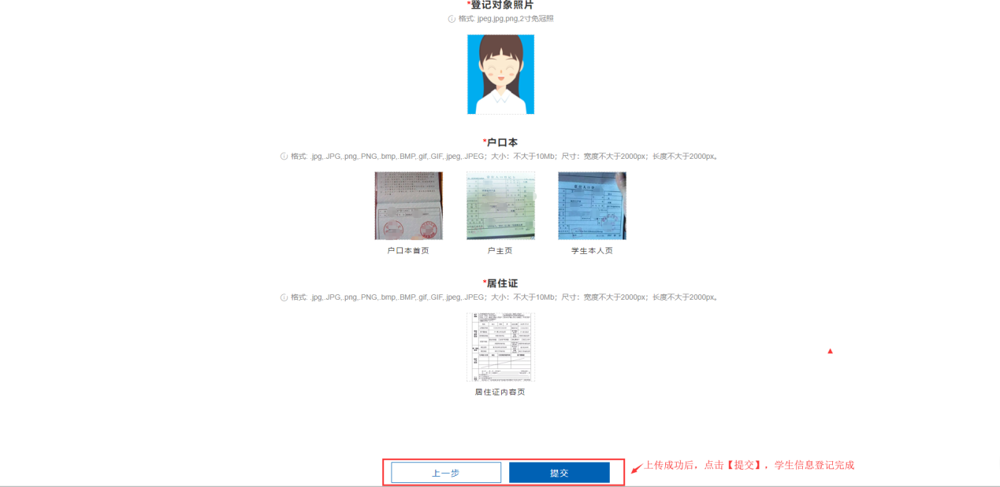 *登记对象照片
格式: jpeg,jpg,png,2寸免冠照
*户口本
格式: .jpg,.JPG,.png,.PNG,.bmp,.BMP,.gif,.GIF,.jpeg,.JPEG；大小：不大于10Mb；尺寸：宽度不大于2000px；长度不大于2000px。
户口本首页
户主页
学生本人页
*居住证
格式: .jpg,.JPG,.png,.PNG,.bmp,.BMP,.gif,.GIF,.jpeg,.JPEG；大小：不大于10Mb；尺寸：宽度不大于2000px；长度不大于2000px。
居住证内容页
上一步
提交
上传成功后，点击【提交】，学生信息登记完成